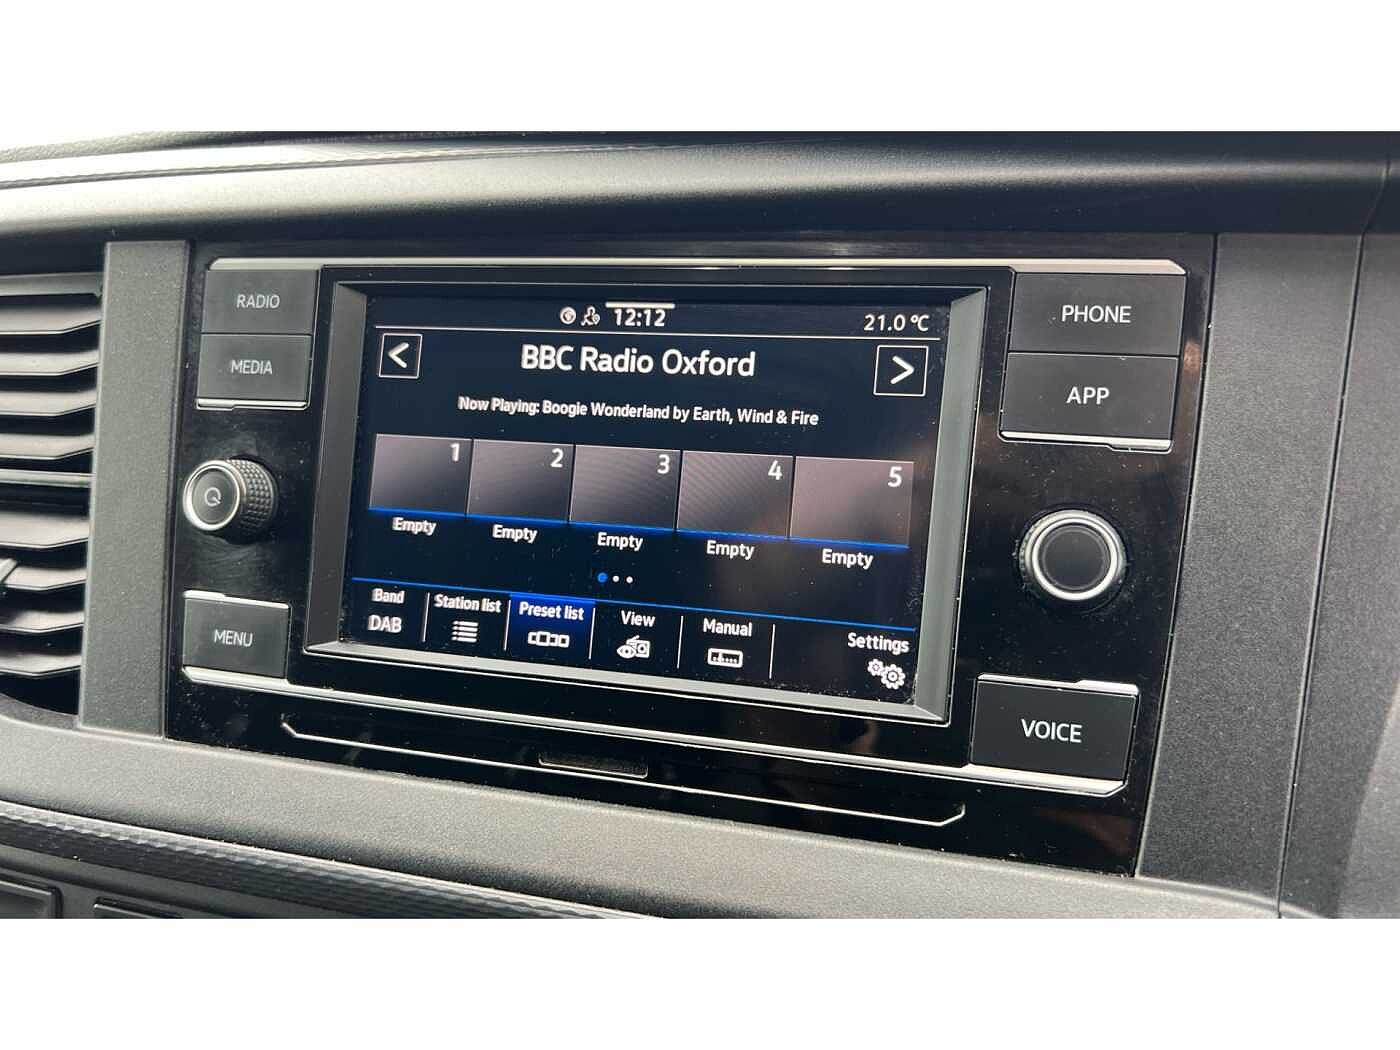 RADIO
MEDIA
MENU
12:12
21.0 °C
<
BBC Radio Oxford
>
Now Playing: Boogie Wonderland by Earth, Wind & Fire
1 2 3 4 5
Empty Empty Empty Empty Empty
Band
DAB
Station list
Preset list
View
Manual
Settings
PHONE
APP
VOICE